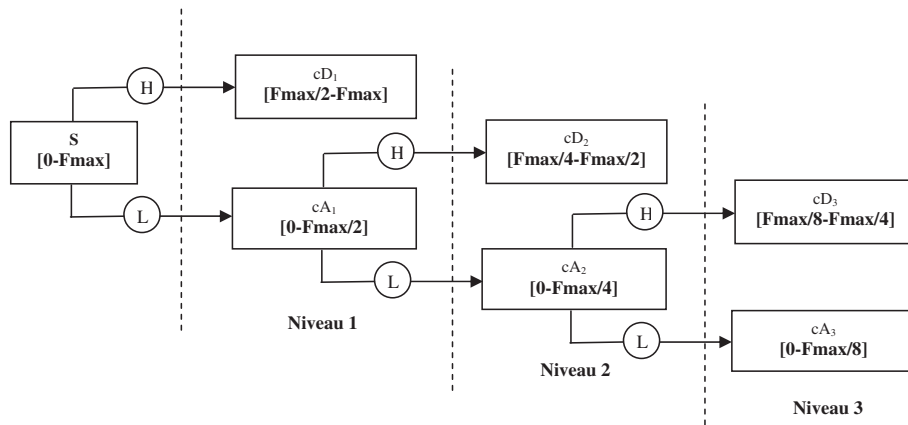 cD₁
[Fmax/2-Fmax]
H
S
[0-Fmax]
cD₂
[Fmax/4-Fmax/2]
H
L
cA₁
[0-Fmax/2]
cD₃
[Fmax/8-Fmax/4]
H
L
cA₂
[0-Fmax/4]
Niveau 1
L
cA₃
[0-Fmax/8]
Niveau 2
Niveau 3